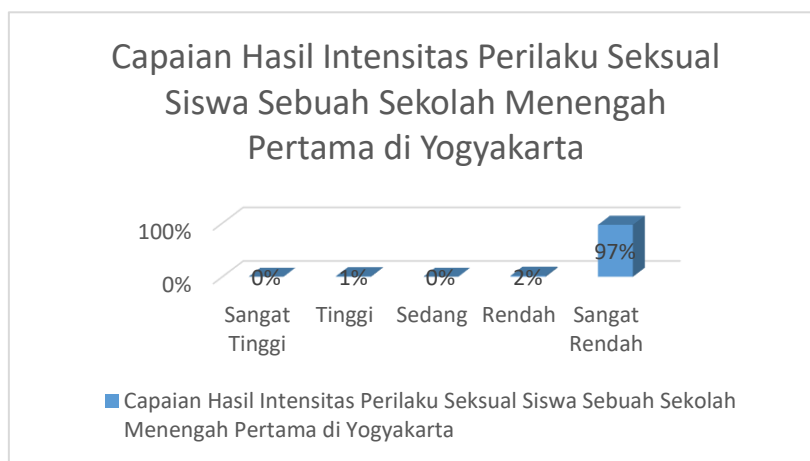 Capaian Hasil Intensitas Perilaku Seksual
Siswa Sebuah Sekolah Menengah
Pertama di Yogyakarta
100%
0%
0%
1%
0%
2%
97%
Sangat
Tinggi
Tinggi
Sedang
Rendah
Sangat
Rendah
Capaian Hasil Intensitas Perilaku Seksual Siswa Sebuah Sekolah
Menengah Pertama di Yogyakarta